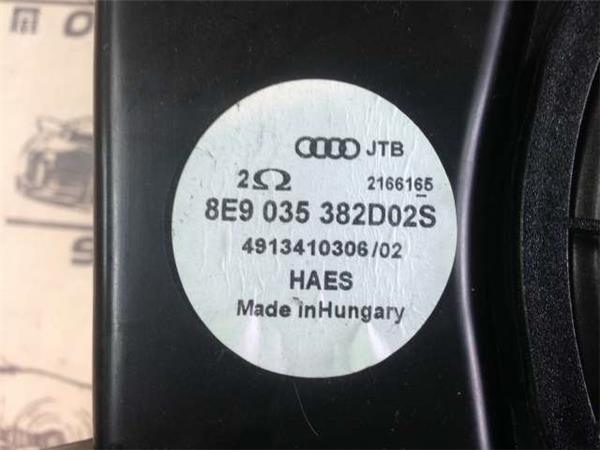 JTB
2Ω 2166165
8E9 035 382D02S
4913410306/02
HAES
Made inHungary